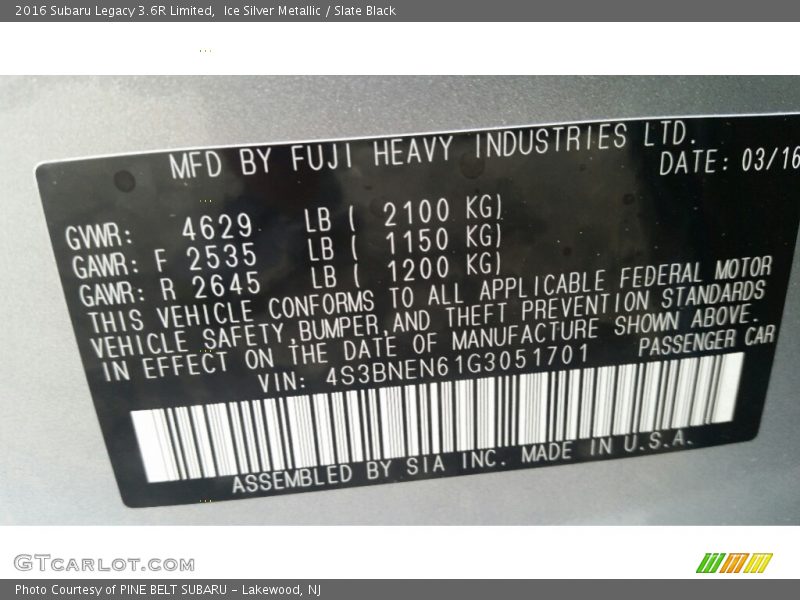 2016 Subaru Legacy 3.6R Limited,  Ice Silver Metallic / Slate Black
MFD BY FUJI HEAVY INDUSTRIES LTD.
DATE: 03/16
GVWR: 4629 LB ( 2100 KG)
GAWR: F 2535 LB ( 1150 KG)
GAWR: R 2645 LB ( 1200 KG)
THIS VEHICLE CONFORMS TO ALL APPLICABLE FEDERAL MOTOR
VEHICLE SAFETY,BUMPER,AND THEFT PREVENTION STANDARDS
IN EFFECT ON THE DATE OF MANUFACTURE SHOWN ABOVE.
VIN: 4S3BNEN61G3051701 PASSENGER CAR
ASSEMBLED BY SIA INC. MADE IN U.S.A.
GTCARLOT.COM
Photo Courtesy of PINE BELT SUBARU - Lakewood, NJ